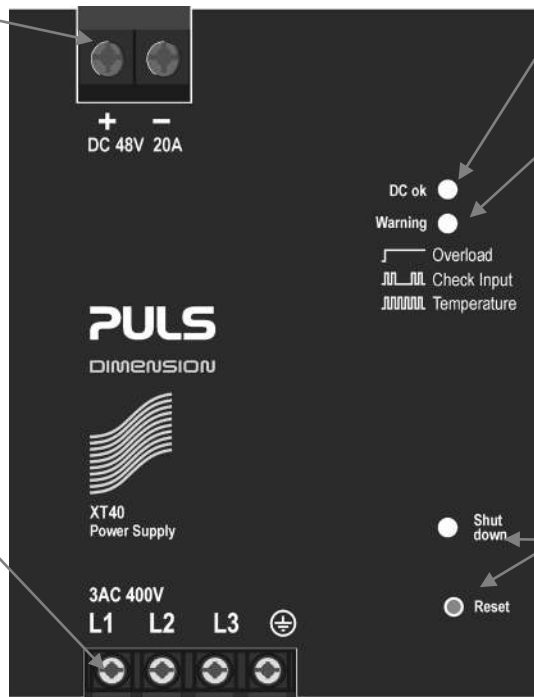 + −
DC 48V 20A
DC ok
Warning
Overload
Check Input
Temperature
PULS
DIMENSION
XT40
Power Supply
Shut
down
Reset
3AC 400V
L1 L2 L3